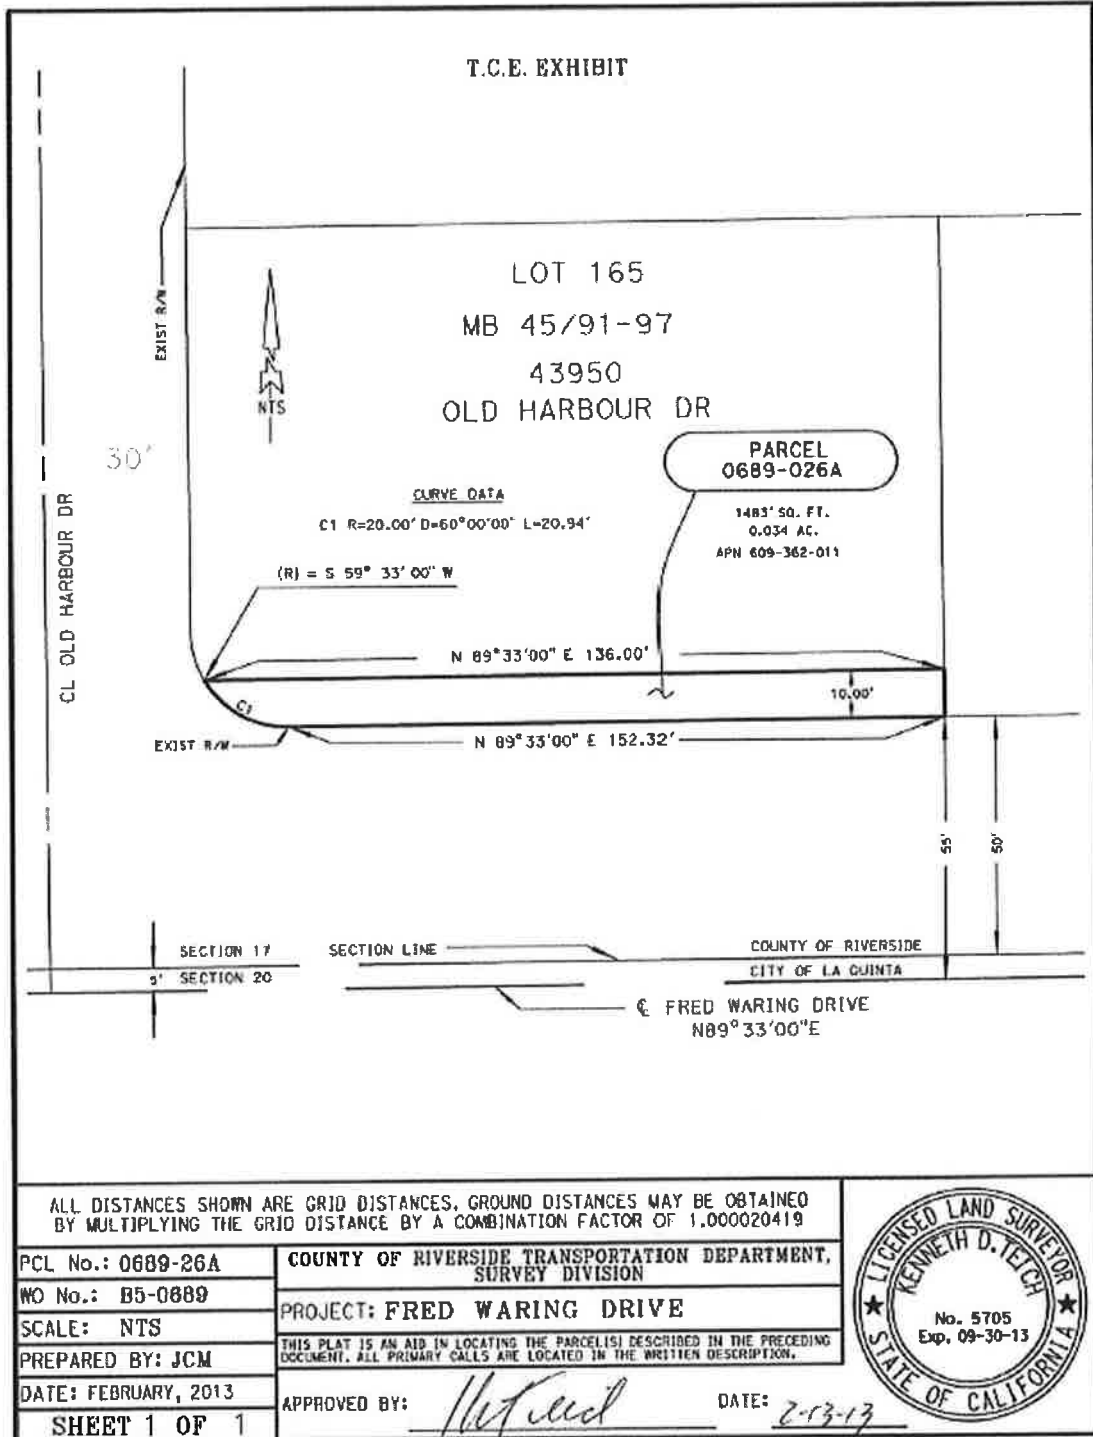 T.C.E. EXHIBIT
EXIST R/W
LOT 165
MB 45/91-97
43950
OLD HARBOUR DR
N
NTS
30'
PARCEL
0689-026A
1483' SQ. FT.
0.034 AC.
APN 609-362-011
CURVE DATA
C1 R=20.00' D=60°00'00" L=20.94'
(R) = S 59° 33' 00" W
CL OLD HARBOUR DR
N 89°33'00" E 136.00'
10.00'
C1
EXIST R/W
N 89°33'00" E 152.32'
55'
50'
SECTION 17
SECTION LINE
COUNTY OF RIVERSIDE
5'
SECTION 20
CITY OF LA QUINTA
℄ FRED WARING DRIVE
N89°33'00"E
ALL DISTANCES SHOWN ARE GRID DISTANCES. GROUND DISTANCES MAY BE OBTAINED
BY MULTIPLYING THE GRID DISTANCE BY A COMBINATION FACTOR OF 1.000020419
PCL No.: 0689-26A
WO No.: B5-0689
SCALE: NTS
PREPARED BY: JCM
DATE: FEBRUARY, 2013
SHEET 1 OF 1
COUNTY OF RIVERSIDE TRANSPORTATION DEPARTMENT,
SURVEY DIVISION
PROJECT: FRED WARING DRIVE
THIS PLAT IS AN AID IN LOCATING THE PARCEL(S) DESCRIBED IN THE PRECEDING
DOCUMENT. ALL PRIMARY CALLS ARE LOCATED IN THE WRITTEN DESCRIPTION.
APPROVED BY:
DATE: 2-13-13
LICENSED LAND SURVEYOR
KENNETH D. TEICH
No. 5705
Exp. 09-30-13
STATE OF CALIFORNIA